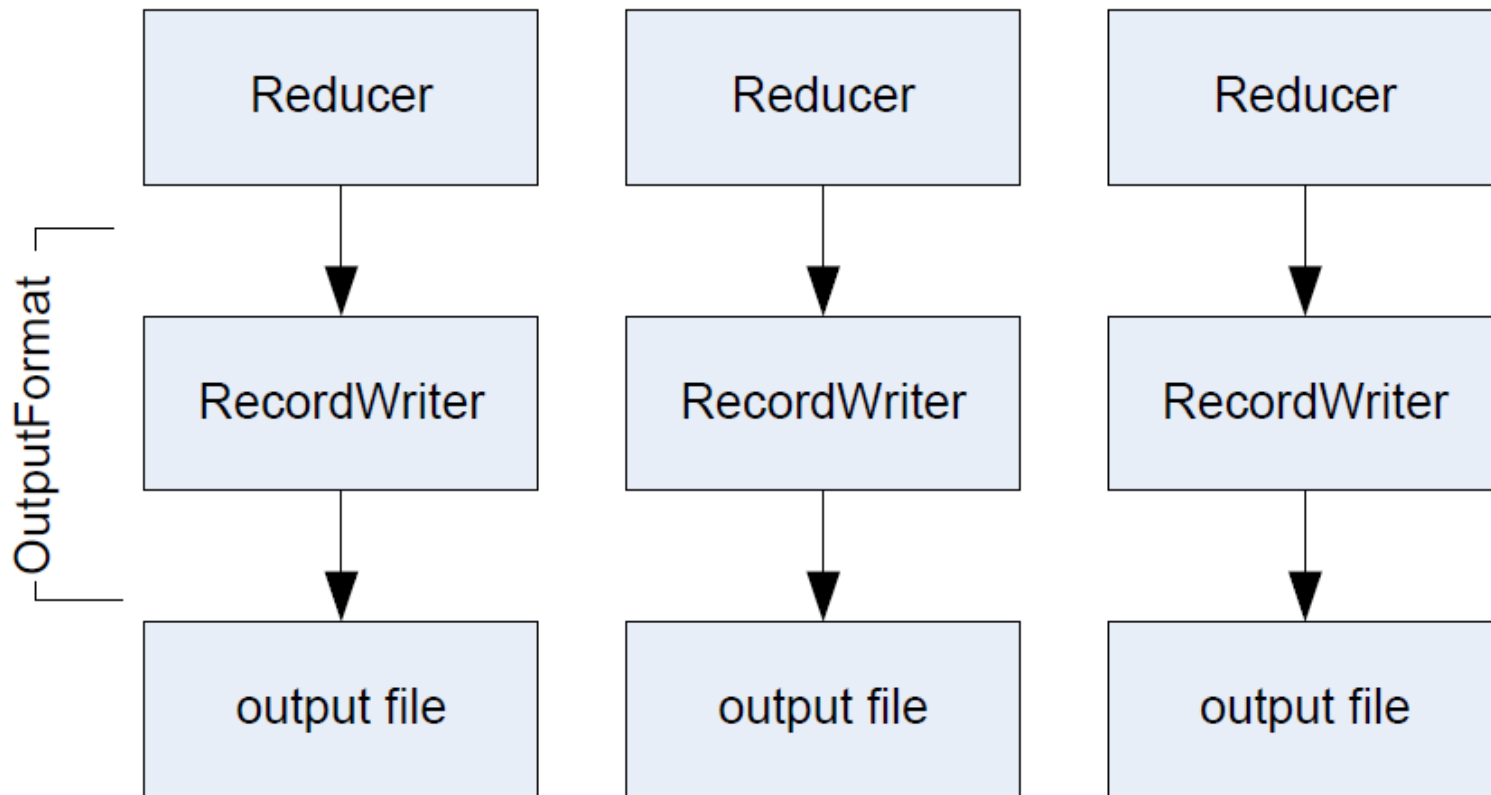 Reducer
Reducer
Reducer
OutputFormat
RecordWriter
RecordWriter
RecordWriter
output file
output file
output file